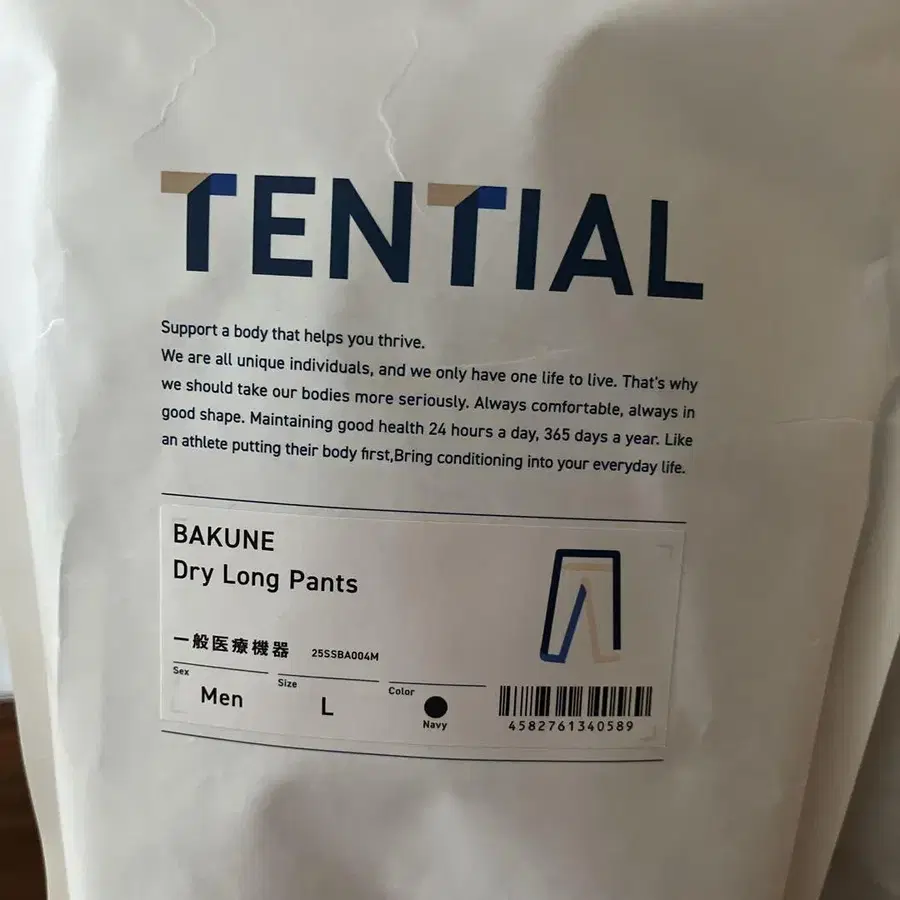 TENTIAL
Support a body that helps you thrive.
We are all unique individuals, and we only have one life to live. That's why
we should take our bodies more seriously. Always comfortable, always in
good shape. Maintaining good health 24 hours a day, 365 days a year. Like
an athlete putting their body first,Bring conditioning into your everyday life.
BAKUNE
Dry Long Pants
一般医療機器 25SSBA004M
Sex
Men
Size
L
Color
Navy
4582761340589